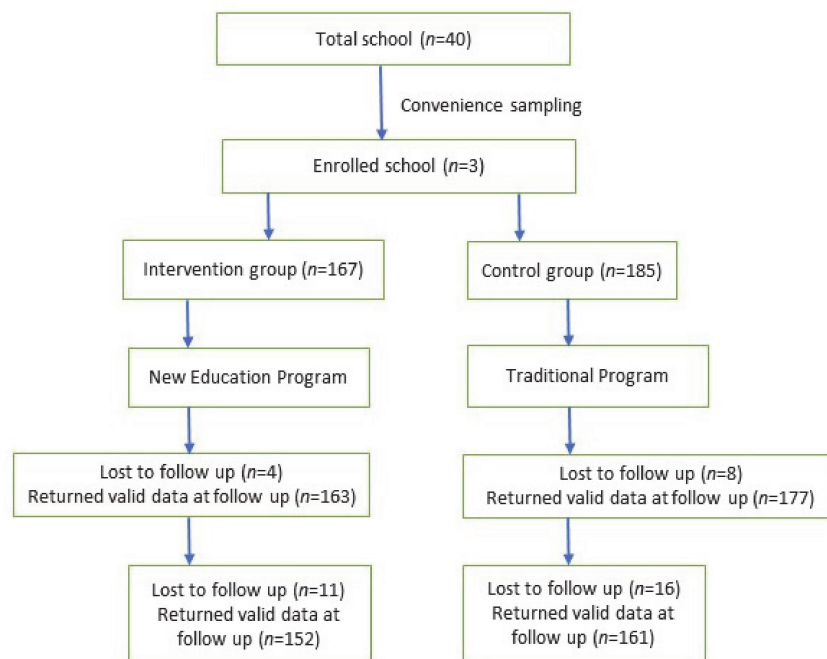 Total school (n=40)
Convenience sampling
Enrolled school (n=3)
Intervention group (n=167)
Control group (n=185)
New Education Program
Traditional Program
Lost to follow up (n=4)
Returned valid data at follow up (n=163)
Lost to follow up (n=8)
Returned valid data at follow up (n=177)
Lost to follow up (n=11)
Returned valid data at
follow up (n=152)
Lost to follow up (n=16)
Returned valid data at
follow up (n=161)